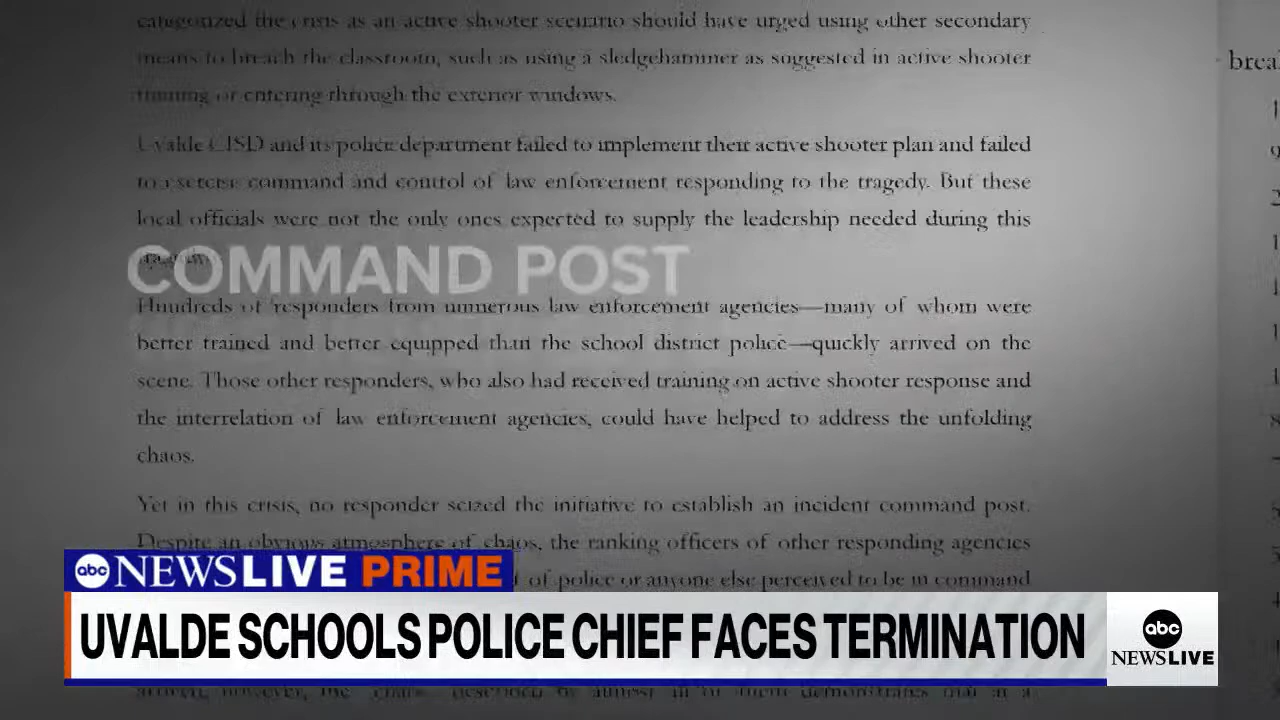 categorized the crisis as an active shooter scenario should have urged using other secondary
means to breach the classroom, such as using a sledgehammer as suggested in active shooter
training or entering through the exterior windows.
Uvalde CISD and its police department failed to implement their active shooter plan and failed
to exercise command and control of law enforcement responding to the tragedy. But these
local officials were not the only ones expected to supply the leadership needed during this
COMMAND POST
Hundreds of responders from numerous law enforcement agencies—many of whom were
better trained and better equipped than the school district police—quickly arrived on the
scene. Those other responders, who also had received training on active shooter response and
the interrelation of law enforcement agencies, could have helped to address the unfolding
chaos.
Yet in this crisis, no responder seized the initiative to establish an incident command post.
Despite an obvious atmosphere of chaos, the ranking officers of other responding agencies
of police or anyone else perceived to be in command
abc NEWS LIVE PRIME
UVALDE SCHOOLS POLICE CHIEF FACES TERMINATION
abc
NEWS LIVE